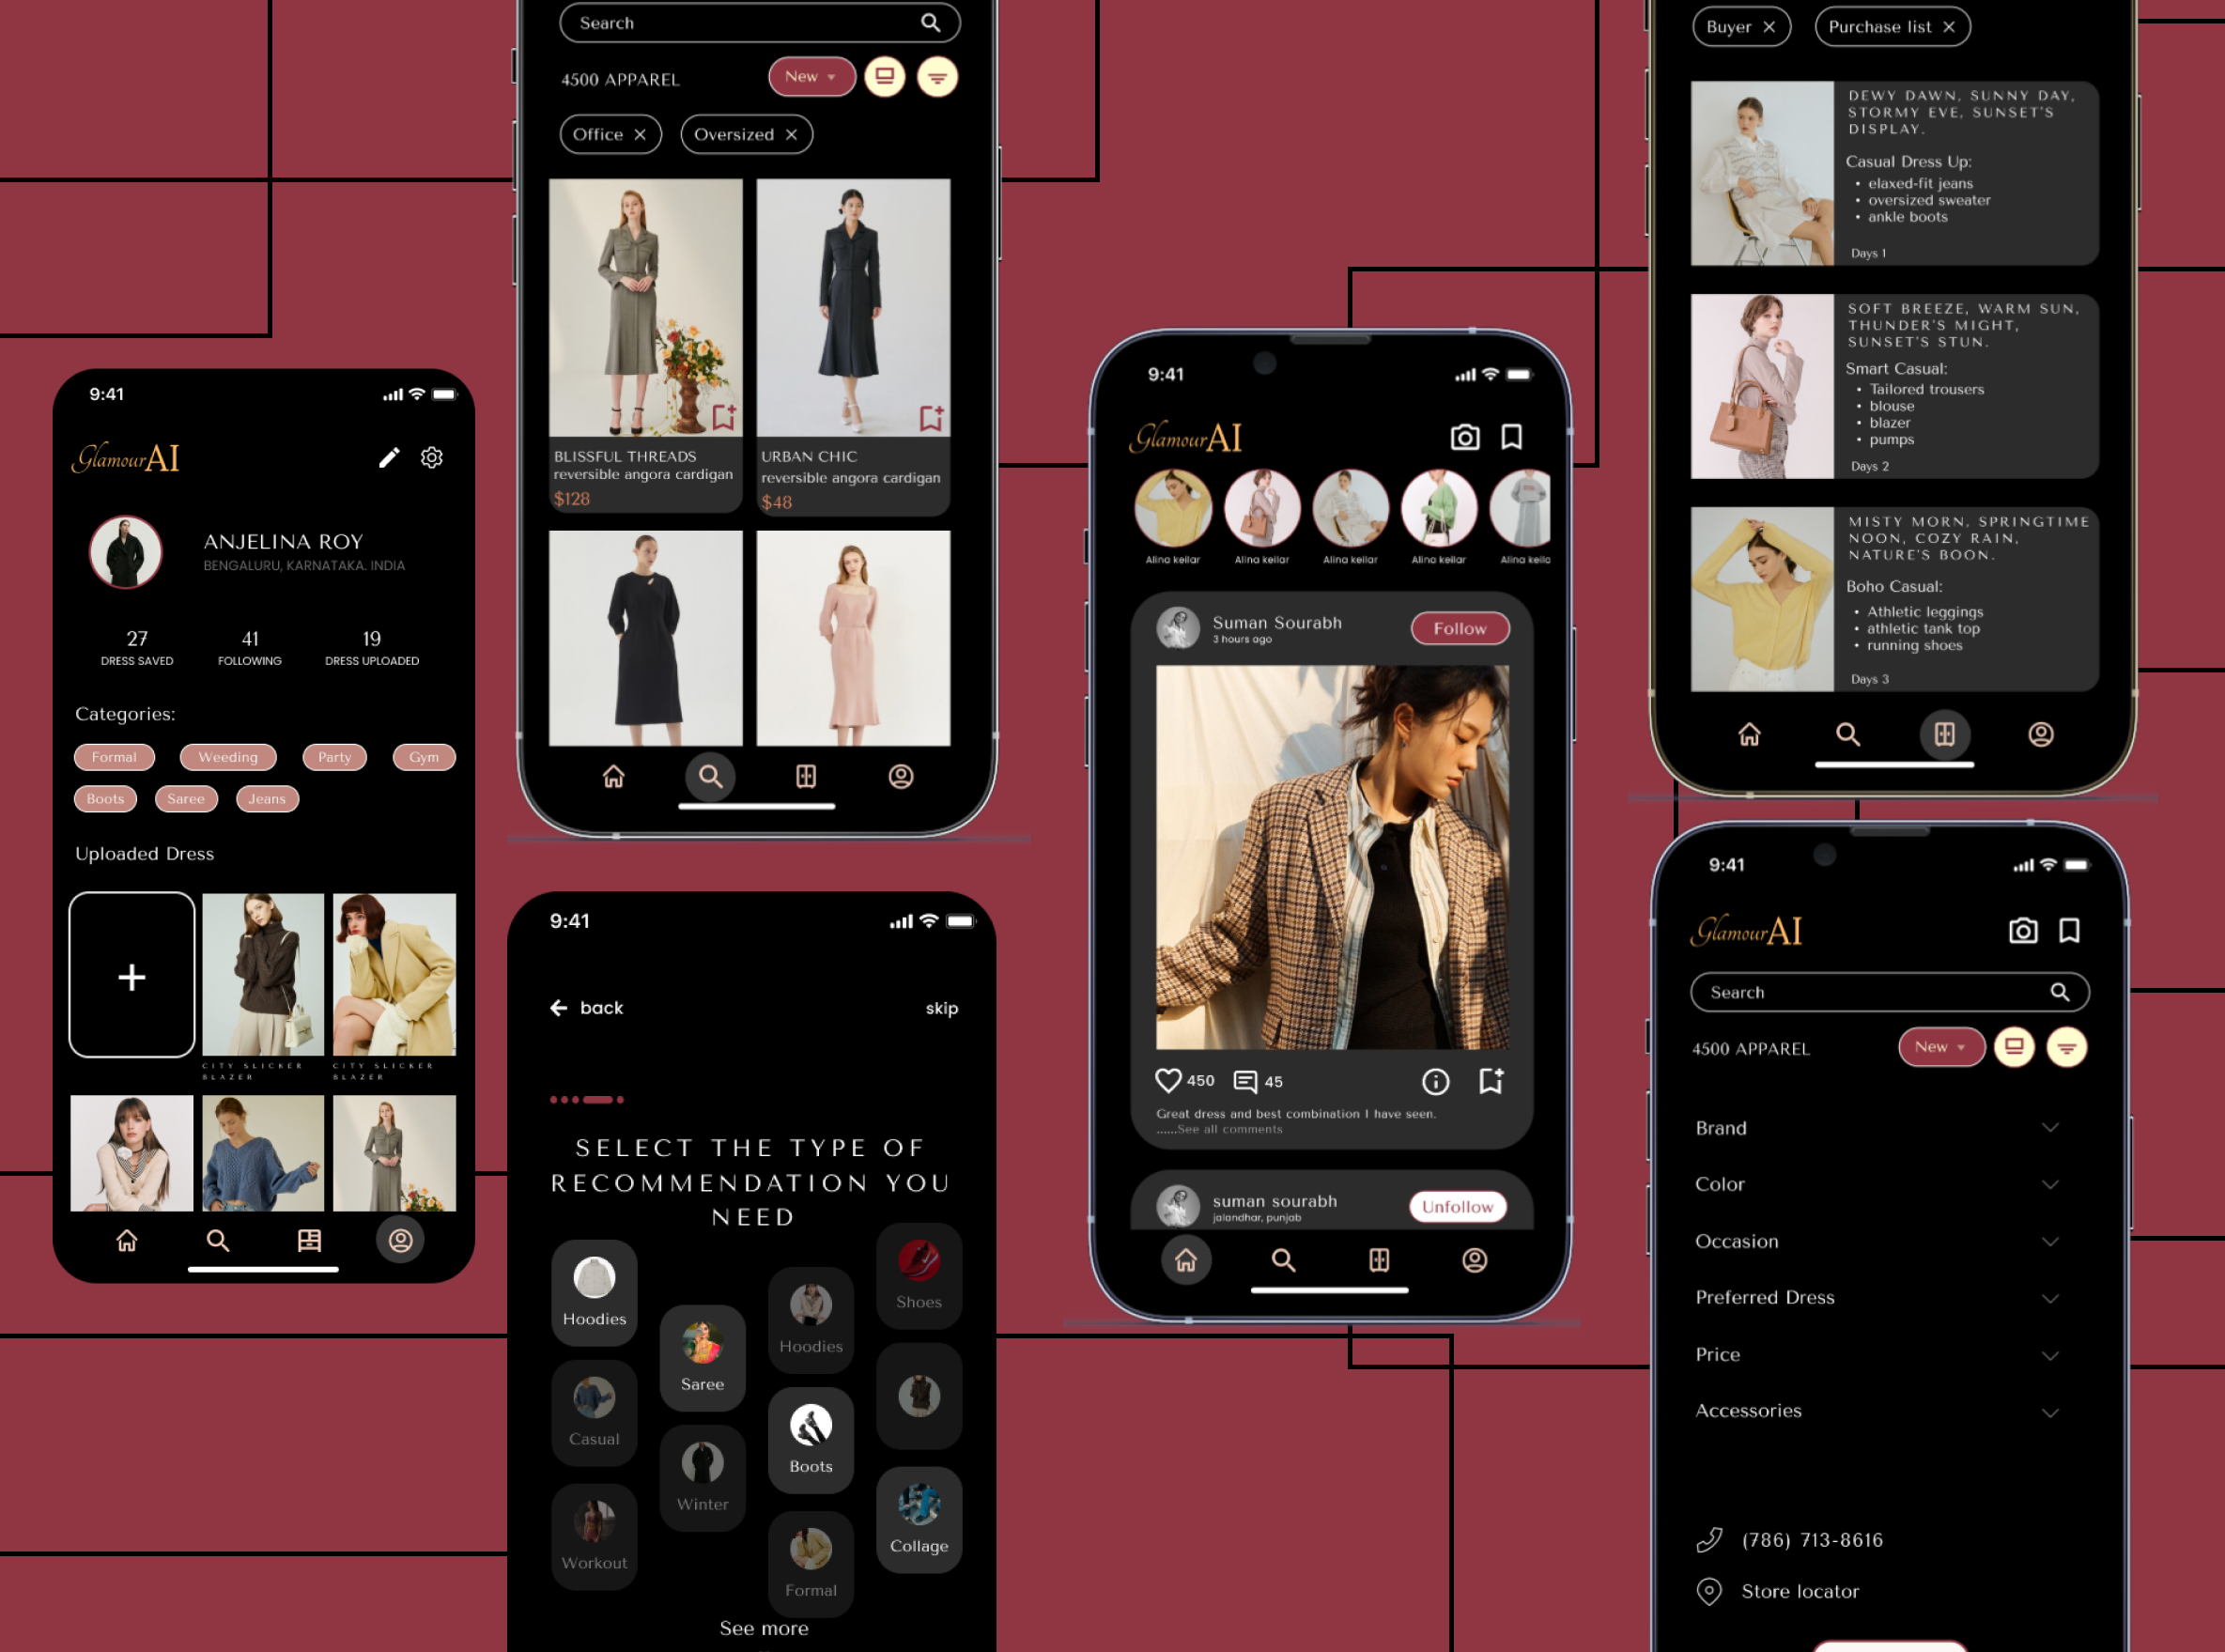 9:41
GlamourAI
ANJELINA ROY
BENGALURU, KARNATAKA. INDIA
27
41
19
DRESS SAVED
FOLLOWING
DRESS UPLOADED
Categories:
Formal
Weeding
Party
Gym
Boots
Saree
Jeans
Uploaded Dress
+
CITY SLICKER
BLAZER
CITY SLICKER
BLAZER
Search
4500 APPAREL
New
Office ×
Oversized ×
BLISSFUL THREADS
reversible angora cardigan
$128
URBAN CHIC
reversible angora cardigan
$48
9:41
back
skip
SELECT THE TYPE OF
RECOMMENDATION YOU
NEED
Hoodies
Casual
Workout
Saree
Winter
Hoodies
Boots
Formal
Shoes
Collage
See more
9:41
GlamourAI
Alina keilar
Alina keilar
Alina keilar
Alina keilar
Alina keila
Suman Sourabh
3 hours ago
Follow
450
45
Great dress and best combination I have seen.
......See all comments
suman sourabh
jalandhar, punjab
Unfollow
Buyer ×
Purchase list ×
DEWY DAWN, SUNNY DAY,
STORMY EVE, SUNSET'S
DISPLAY.
Casual Dress Up:
• elaxed-fit jeans
• oversized sweater
• ankle boots
Days 1
SOFT BREEZE, WARM SUN,
THUNDER'S MIGHT,
SUNSET'S STUN.
Smart Casual:
• Tailored trousers
• blouse
• blazer
• pumps
Days 2
MISTY MORN, SPRINGTIME
NOON, COZY RAIN,
NATURE'S BOON.
Boho Casual:
• Athletic leggings
• athletic tank top
• running shoes
Days 3
9:41
GlamourAI
Search
4500 APPAREL
New
Brand
Color
Occasion
Preferred Dress
Price
Accessories
(786) 713-8616
Store locator